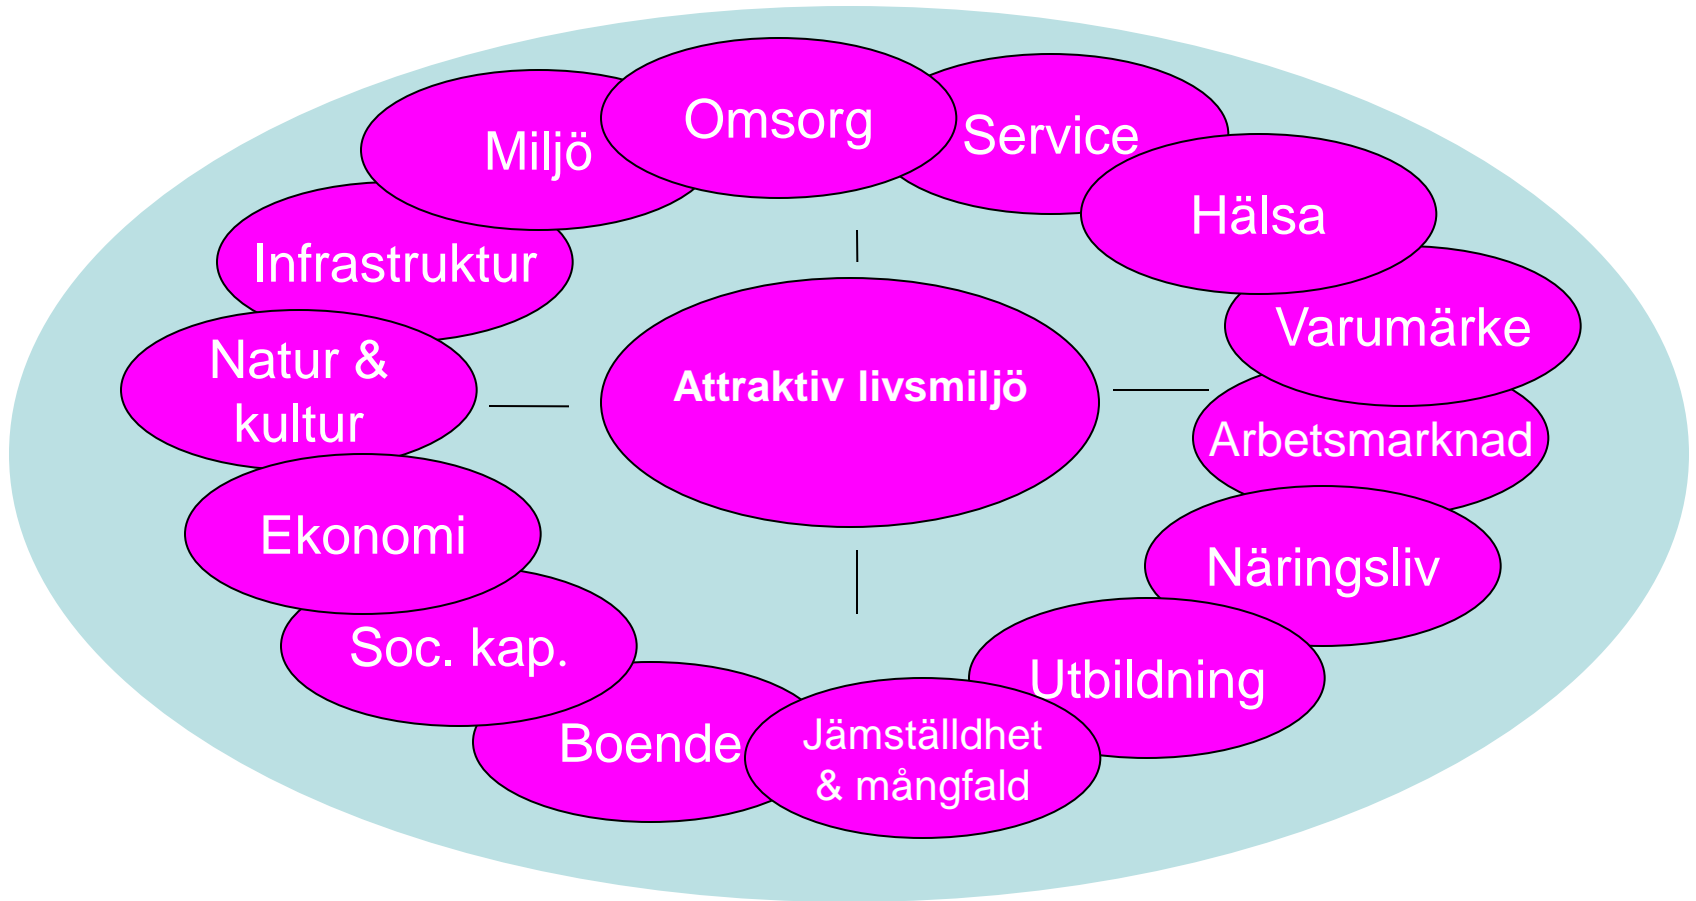 Omsorg
Service
Miljö
Hälsa
Infrastruktur
Varumärke
Natur &
kultur
Attraktiv livsmiljö
Arbetsmarknad
Ekonomi
Näringsliv
Soc. kap.
Utbildning
Boende
Jämställdhet
& mångfald